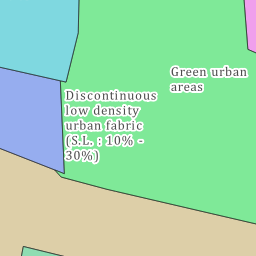 Green urban
areas
Discontinuous
low density
urban fabric
(S.L. : 10% -
30%)